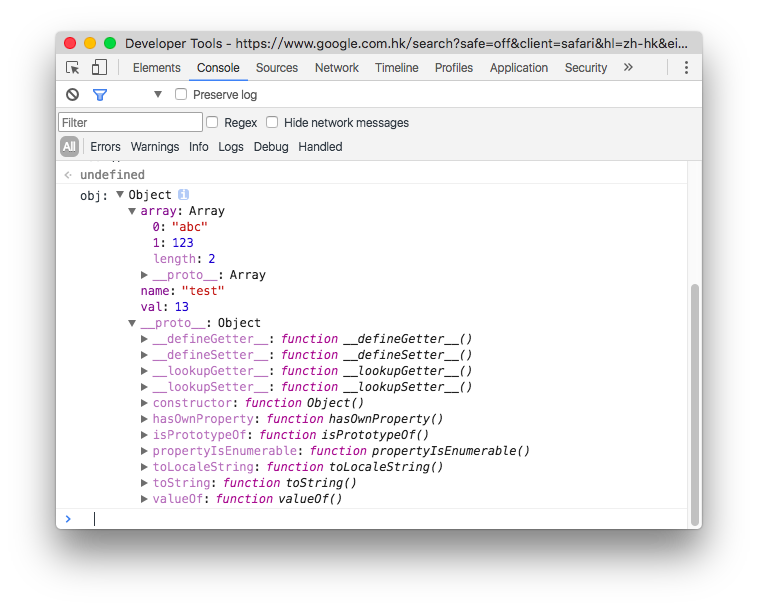 Developer Tools - https://www.google.com.hk/search?safe=off&client=safari&hl=zh-hk&ei...
Elements Console Sources Network Timeline Profiles Application Security »
Preserve log
Filter Regex Hide network messages
All Errors Warnings Info Logs Debug Handled
undefined
obj: ▼ Object i
▼ array: Array
0: "abc"
1: 123
length: 2
▶ __proto__: Array
name: "test"
val: 13
▼ __proto__: Object
▶ __defineGetter__: function __defineGetter__()
▶ __defineSetter__: function __defineSetter__()
▶ __lookupGetter__: function __lookupGetter__()
▶ __lookupSetter__: function __lookupSetter__()
▶ constructor: function Object()
▶ hasOwnProperty: function hasOwnProperty()
▶ isPrototypeOf: function isPrototypeOf()
▶ propertyIsEnumerable: function propertyIsEnumerable()
▶ toLocaleString: function toLocaleString()
▶ toString: function toString()
▶ valueOf: function valueOf()